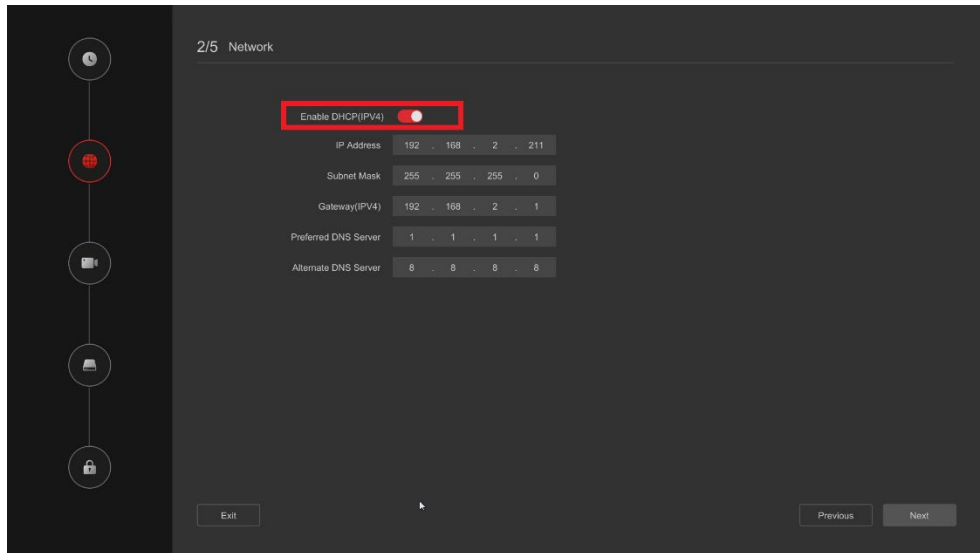 2/5 Network
Enable DHCP(IPV4)
IP Address 192 . 168 . 2 . 211
Subnet Mask 255 . 255 . 255 . 0
Gateway(IPV4) 192 . 168 . 2 . 1
Preferred DNS Server 1 . 1 . 1 . 1
Alternate DNS Server 8 . 8 . 8 . 8
Exit Previous Next